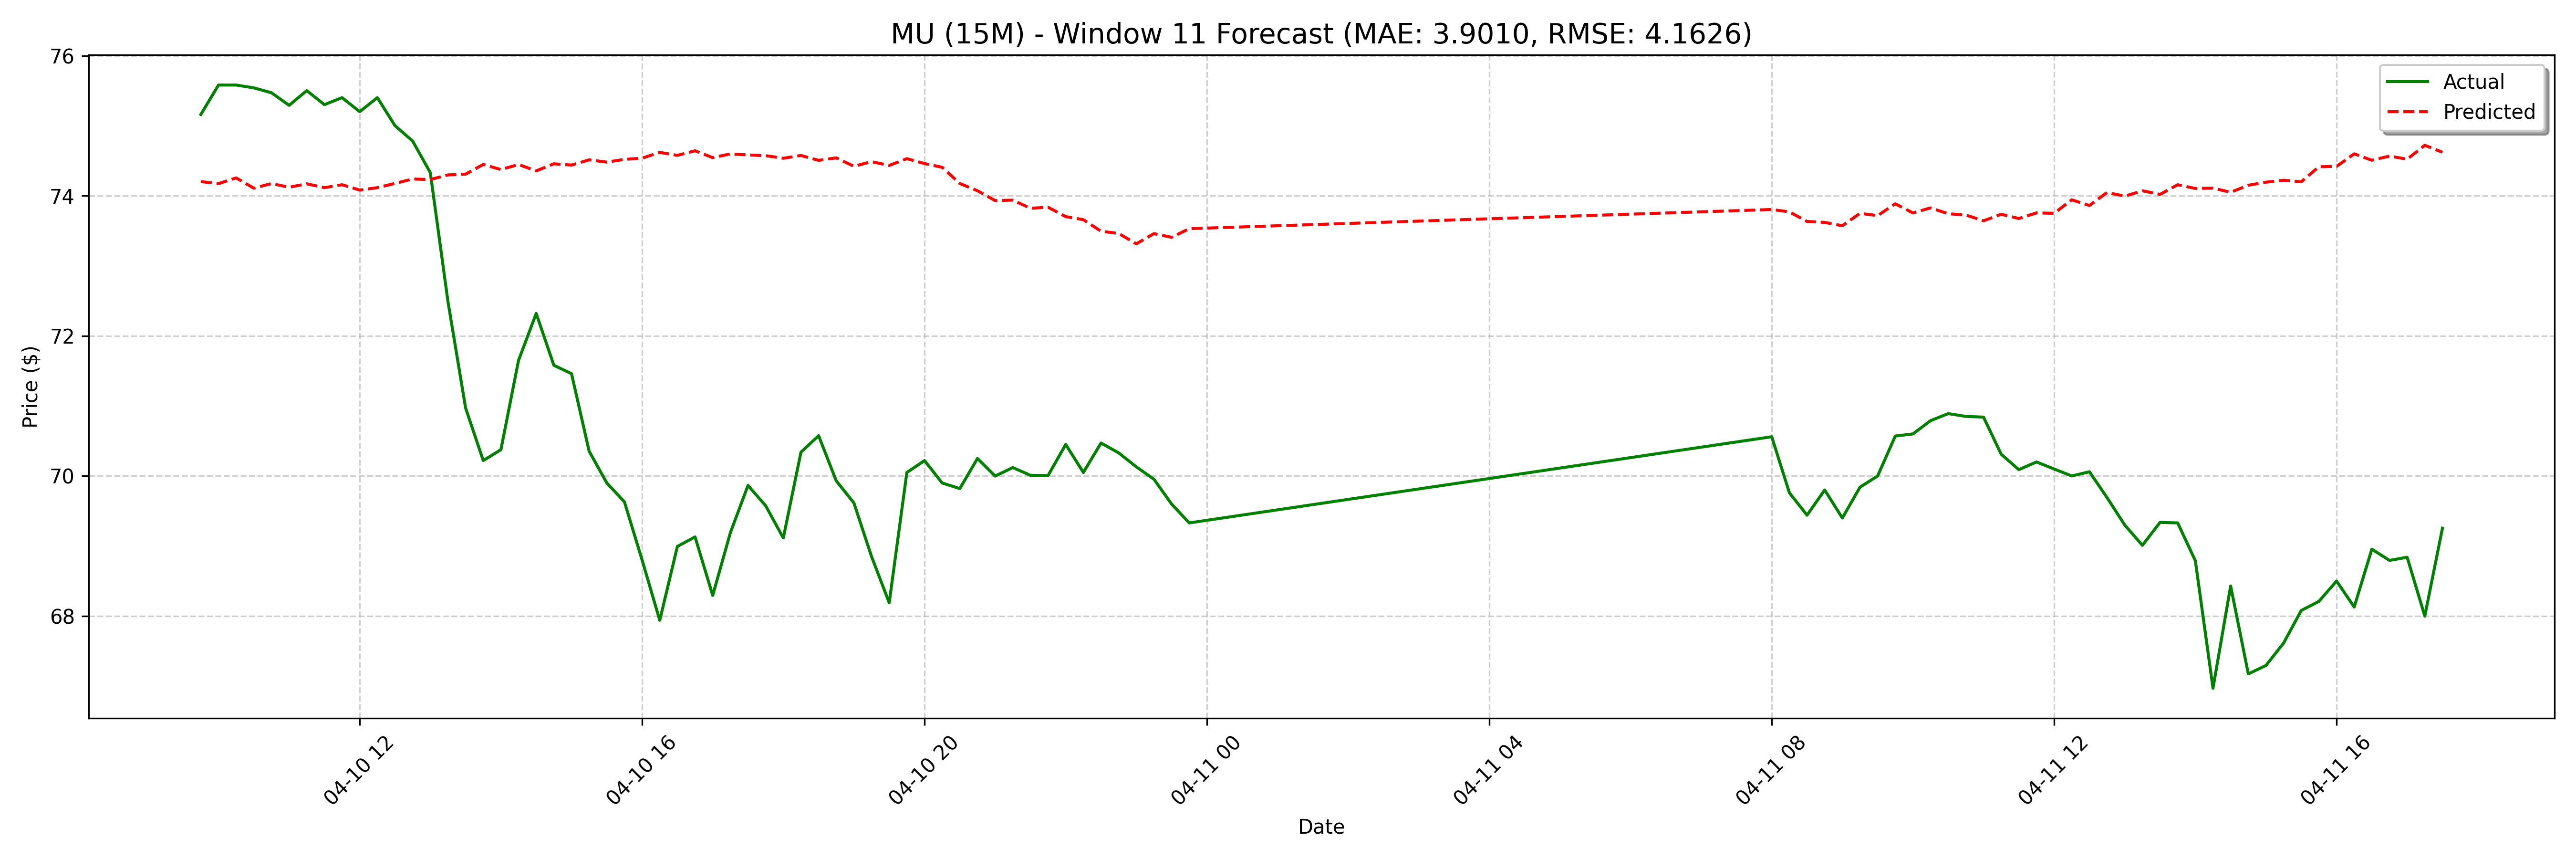 MU (15M) - Window 11 Forecast (MAE: 3.9010, RMSE: 4.1626)
Actual
Predicted
Price ($)
76
74
72
70
68
04-10 12
04-10 16
04-10 20
04-11 00
04-11 04
04-11 08
04-11 12
04-11 16
Date